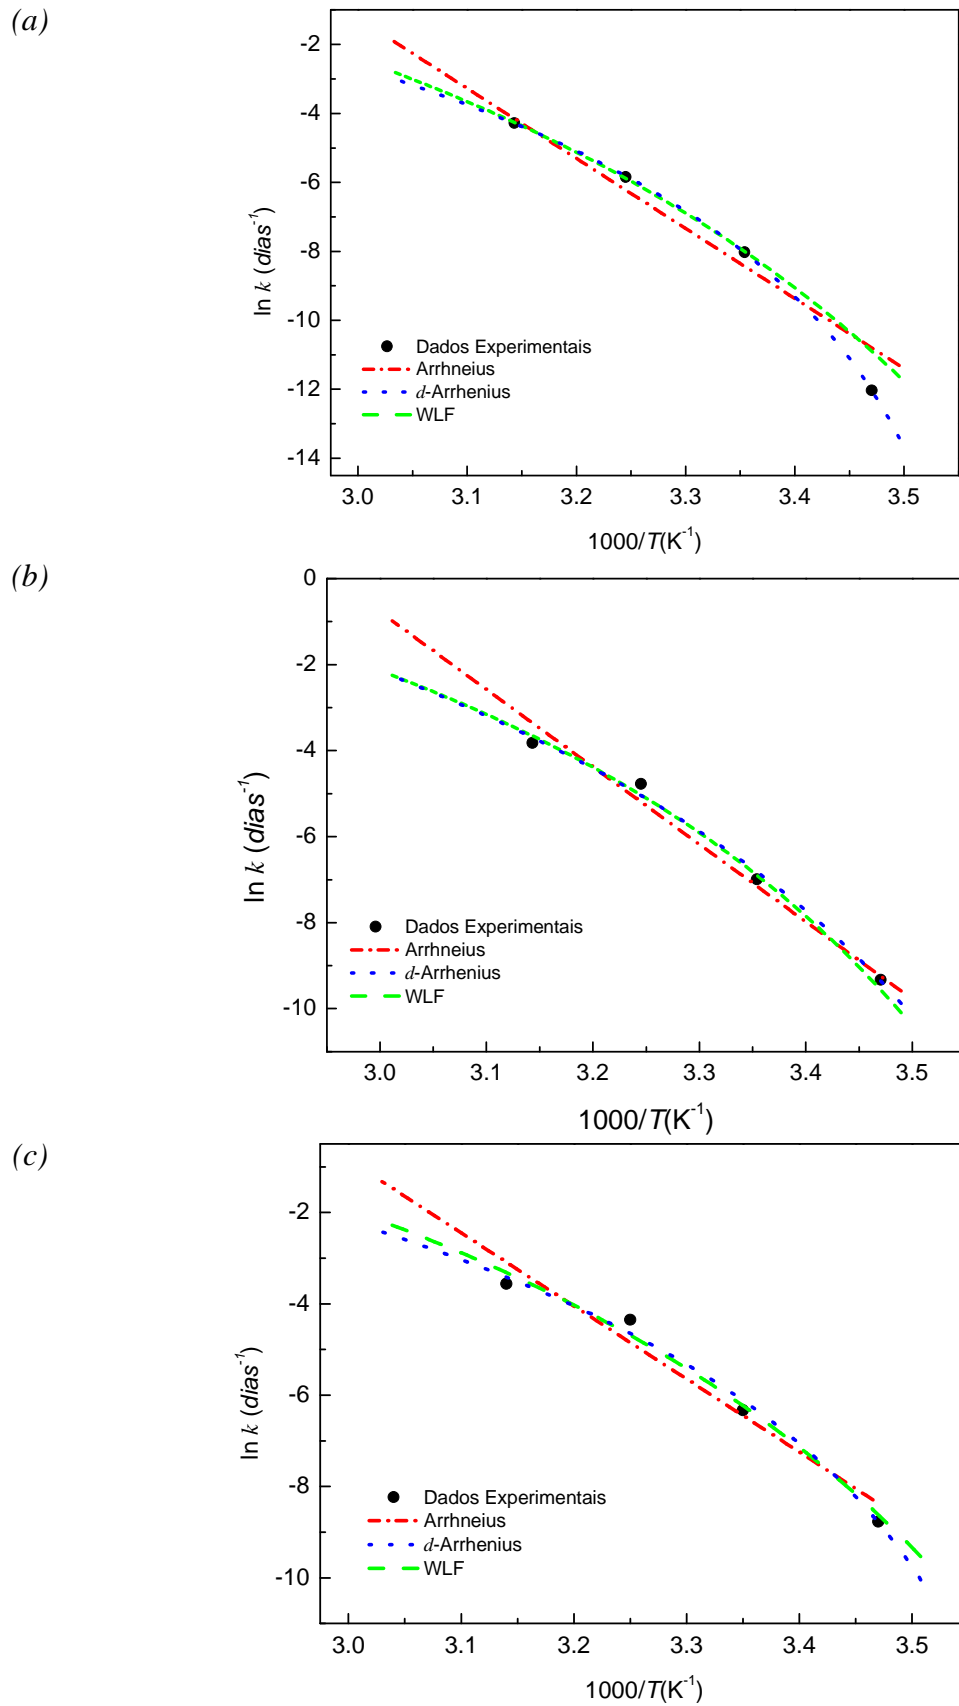 (a)
-2
-4
-6
-8
-10
-12
-14
ln k (dias⁻¹)
Dados Experimentais
Arrhneius
d-Arrhenius
WLF
3.0 3.1 3.2 3.3 3.4 3.5
1000/T(K⁻¹)
(b)
0
-2
-4
-6
-8
-10
ln k (dias⁻¹)
Dados Experimentais
Arrhneius
d-Arrhenius
WLF
3.0 3.1 3.2 3.3 3.4 3.5
1000/T(K⁻¹)
(c)
-2
-4
-6
-8
-10
ln k (dias⁻¹)
Dados Experimentais
Arrhneius
d-Arrhenius
WLF
3.0 3.1 3.2 3.3 3.4 3.5
1000/T(K⁻¹)